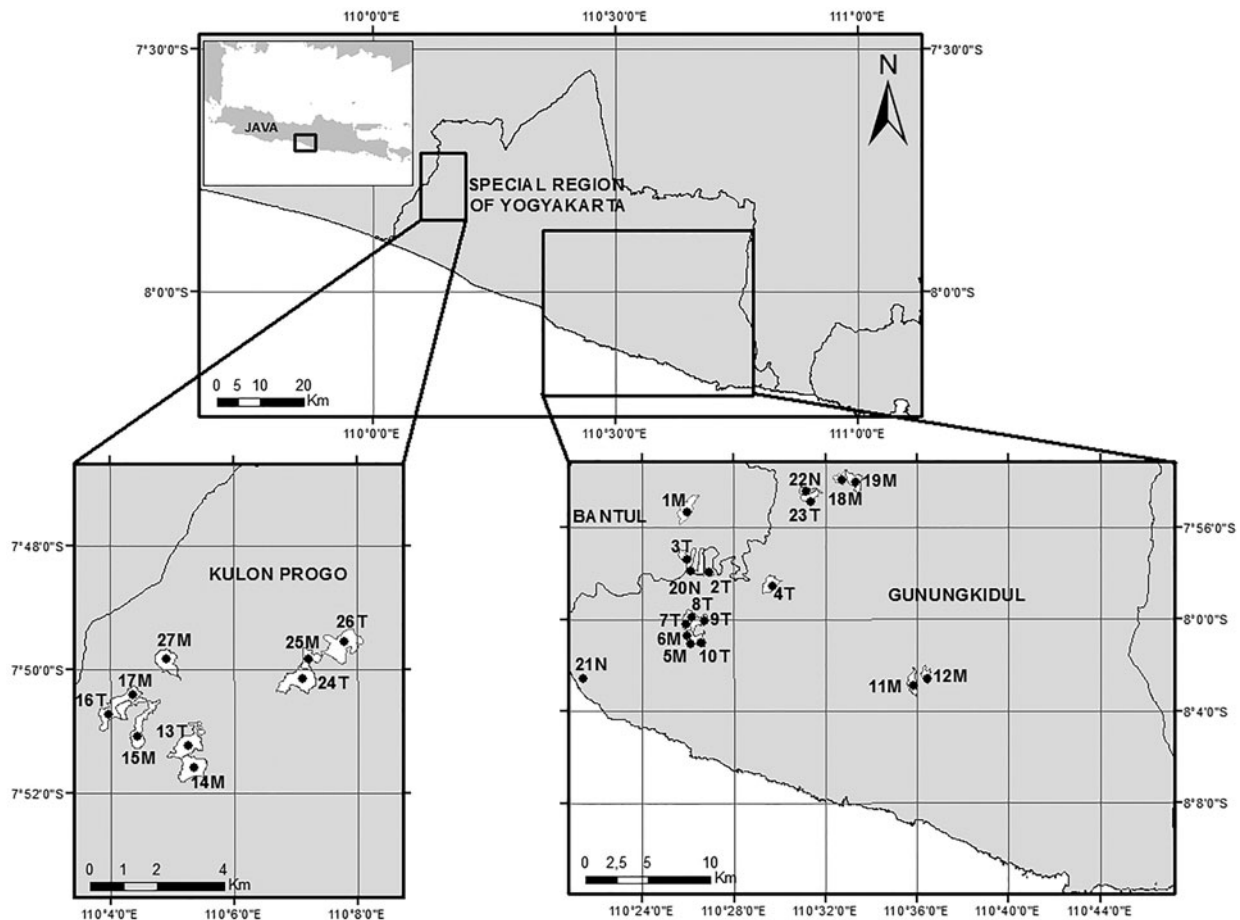 110°0'0"E
110°30'0"E
111°0'0"E
7°30'0"S
7°30'0"S
N
JAVA
SPECIAL REGION
OF YOGYAKARTA
8°0'0"S
8°0'0"S
0 5 10 20
Km
110°0'0"E
110°30'0"E
111°0'0"E
7°48'0"S
KULON PROGO
26T
25M
27M
7°50'0"S
24T
17M
16T
13T
15M
14M
7°52'0"S
0 1 2 4
Km
110°4'0"E
110°6'0"E
110°8'0"E
22N
19M
18M
1M
23T
BANTUL
7°56'0"S
3T
20N
2T
4T
GUNUNGKIDUL
8T
7T
9T
8°0'0"S
6M
5M
10T
21N
11M
12M
8°4'0"S
8°8'0"S
0 2,5 5 10
Km
110°24'0"E
110°28'0"E
110°32'0"E
110°36'0"E
110°40'0"E
110°44'0"E